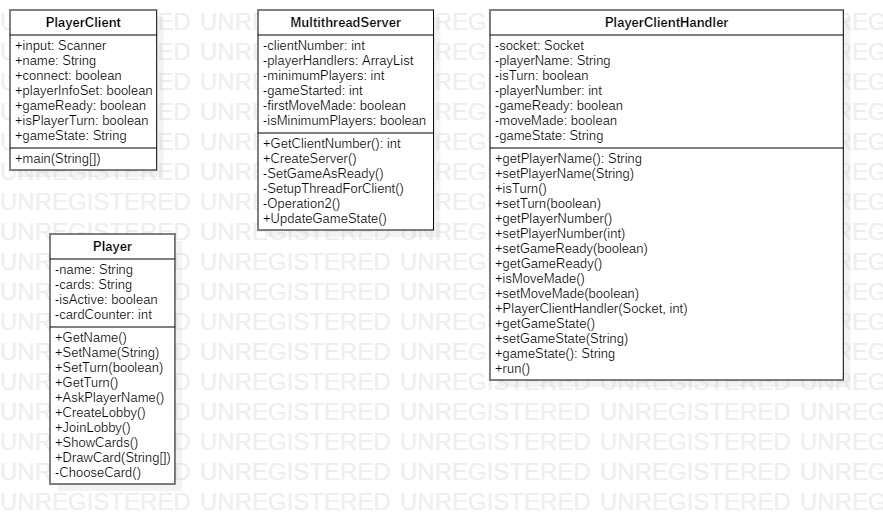 PlayerClient
+input: Scanner
+name: String
+connect: boolean
+playerInfoSet: boolean
+gameReady: boolean
+isPlayerTurn: boolean
+gameState: String
+main(String[])
MultithreadServer
-clientNumber: int
-playerHandlers: ArrayList
-minimumPlayers: int
-gameStarted: int
-firstMoveMade: boolean
-isMinimumPlayers: boolean
+GetClientNumber(): int
+CreateServer()
-SetGameAsReady()
-SetupThreadForClient()
-Operation2()
+UpdateGameState()
PlayerClientHandler
-socket: Socket
-playerName: String
-isTurn: boolean
-playerNumber: int
-gameReady: boolean
-moveMade: boolean
-gameState: String
+getPlayerName(): String
+setPlayerName(String)
+isTurn()
+setTurn(boolean)
+getPlayerNumber()
+setPlayerNumber(int)
+setGameReady(boolean)
+getGameReady()
+isMoveMade()
+setMoveMade(boolean)
+PlayerClientHandler(Socket, int)
+getGameState()
+setGameState(String)
+gameState(): String
+run()
Player
-name: String
-cards: String
-isActive: boolean
-cardCounter: int
+GetName()
+SetName(String)
+SetTurn(boolean)
+GetTurn()
+AskPlayerName()
+CreateLobby()
+JoinLobby()
+ShowCards()
+DrawCard(String[])
-ChooseCard()
UNREGISTERED UNREGISTERED UNREGISTERED UNREGISTERED